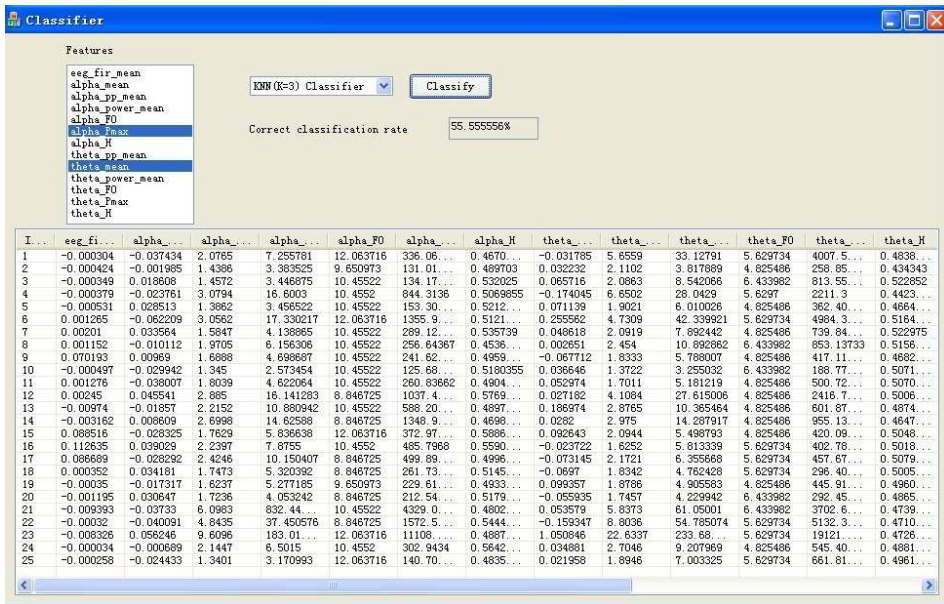 Classifier
Features
eeg_fir_mean
alpha_mean
alpha_pp_mean
alpha_power_mean
alpha_F0
alpha_Pmax
alpha_H
theta_pp_mean
theta_mean
theta_power_mean
theta_F0
theta_Pmax
theta_H
KNN(K=3) Classifier Classify
Correct classification rate 55.555556%
I... eeg_fi... alpha_... alpha_... alpha_... alpha_F0 alpha_... alpha_H theta_... theta_... theta_... theta_F0 theta_... theta_H
1 -0.000304 -0.037434 2.0765 7.255781 12.063716 336.06... 0.4670... -0.031785 5.6559 33.12791 5.629734 4007.5... 0.4838...
2 -0.000424 -0.001985 1.4386 3.383525 9.650973 131.01... 0.489703 0.032232 2.1102 3.817889 4.825486 258.85... 0.434343
3 -0.000349 0.018608 1.4572 3.446875 10.45522 134.17... 0.532025 0.065716 2.0863 8.542066 6.433982 813.55... 0.522852
4 -0.000379 -0.023761 3.0794 16.6003 10.4552 844.3136 0.5069855 -0.174045 6.6502 28.0429 5.6297 2211.3 0.4423...
5 -0.000531 0.028513 1.3862 3.456522 10.45522 153.30... 0.5212... 0.071139 1.9021 6.010026 4.825486 362.40... 0.4664...
6 0.001265 -0.062209 3.0562 17.330217 12.063716 1355.9... 0.5121... 0.255562 4.7309 42.339921 5.629734 4984.3... 0.5164...
7 0.00201 0.033564 1.5847 4.138865 10.45522 289.12... 0.535739 0.048618 2.0919 7.892442 4.825486 739.84... 0.522975
8 0.001152 -0.010112 1.9705 6.156306 10.45522 256.64367 0.4536... 0.002651 2.454 10.892862 6.433982 853.13733 0.5156...
9 0.070193 0.00969 1.6888 4.698687 10.45522 241.62... 0.4959... -0.067712 1.8333 5.788007 4.825486 417.11... 0.4682...
10 -0.000497 -0.029942 1.345 2.573454 10.45522 125.68... 0.5180355 0.036646 1.3722 3.255032 6.433982 188.77... 0.5071...
11 0.001276 -0.038007 1.8039 4.622064 10.45522 260.83662 0.4904... 0.052974 1.7011 5.181219 4.825486 500.72... 0.5070...
12 0.00245 0.045541 2.885 16.141283 8.846725 1037.4... 0.5769... 0.027182 4.1084 27.615006 4.825486 2416.7... 0.5006...
13 -0.00974 -0.01857 2.2152 10.880942 10.45522 588.20... 0.4897... 0.186974 2.8765 10.365464 4.825486 601.87... 0.4874...
14 -0.003162 0.008609 2.6998 14.62588 8.846725 1348.9... 0.4698... 0.0282 2.975 14.287917 4.825486 955.13... 0.4647...
15 0.088516 -0.028325 1.7629 5.836638 12.063716 372.97... 0.5886... 0.092643 2.0944 5.498793 4.825486 420.09... 0.5048...
16 0.112635 0.039029 2.2397 7.8755 10.4552 485.7968 0.5590... -0.023722 1.6252 5.813339 5.629734 402.78... 0.5018...
17 0.086689 -0.028292 2.4246 10.150407 8.846725 499.89... 0.4996... -0.073145 2.1721 6.355668 5.629734 457.67... 0.5079...
18 0.000352 0.034181 1.7473 5.320392 8.846725 261.73... 0.5145... -0.0697 1.8342 4.762428 5.629734 296.40... 0.5005...
19 -0.00035 -0.017317 1.6237 5.277185 9.650973 229.61... 0.4933... 0.099357 1.8786 4.905583 4.825486 445.91... 0.4960...
20 -0.001195 0.030647 1.7236 4.053242 8.846725 212.54... 0.5179... -0.055935 1.7457 4.229942 6.433982 292.45... 0.4865...
21 -0.009393 -0.03733 6.0983 832.44... 10.45522 4329.0... 0.4802... 0.053579 5.8373 61.05001 6.433982 3702.6... 0.4739...
22 -0.00032 -0.040091 4.8435 37.450576 8.846725 1572.5... 0.5444... -0.159347 8.8036 54.785074 5.629734 5132.3... 0.4710...
23 -0.008326 0.056246 9.6096 183.01... 12.063716 11108.... 0.4887... 1.050846 22.6337 233.68... 5.629734 19121.... 0.4726...
24 -0.000034 -0.000689 2.1447 6.5015 10.4552 302.9434 0.5642... 0.034881 2.7046 9.207969 4.825486 545.40... 0.4881...
25 -0.000258 -0.024433 1.3401 3.170993 12.063716 140.70... 0.4835... 0.021958 1.8946 7.003325 5.629734 661.81... 0.4961...